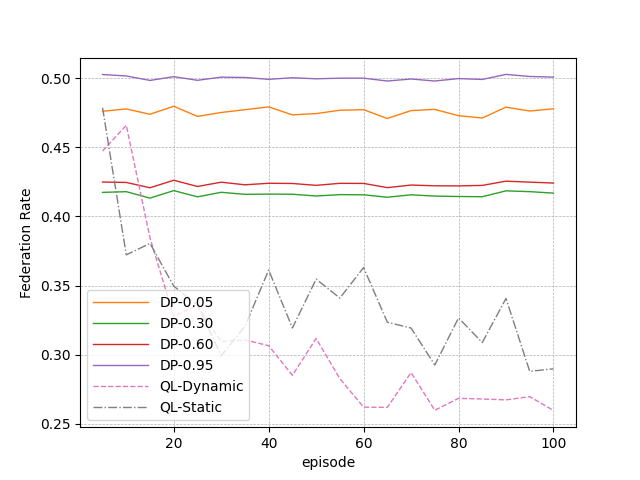 0.50
0.45
0.40
0.35
0.30
0.25
Federation Rate
DP-0.05
DP-0.30
DP-0.60
DP-0.95
QL-Dynamic
QL-Static
20 40 60 80 100
episode